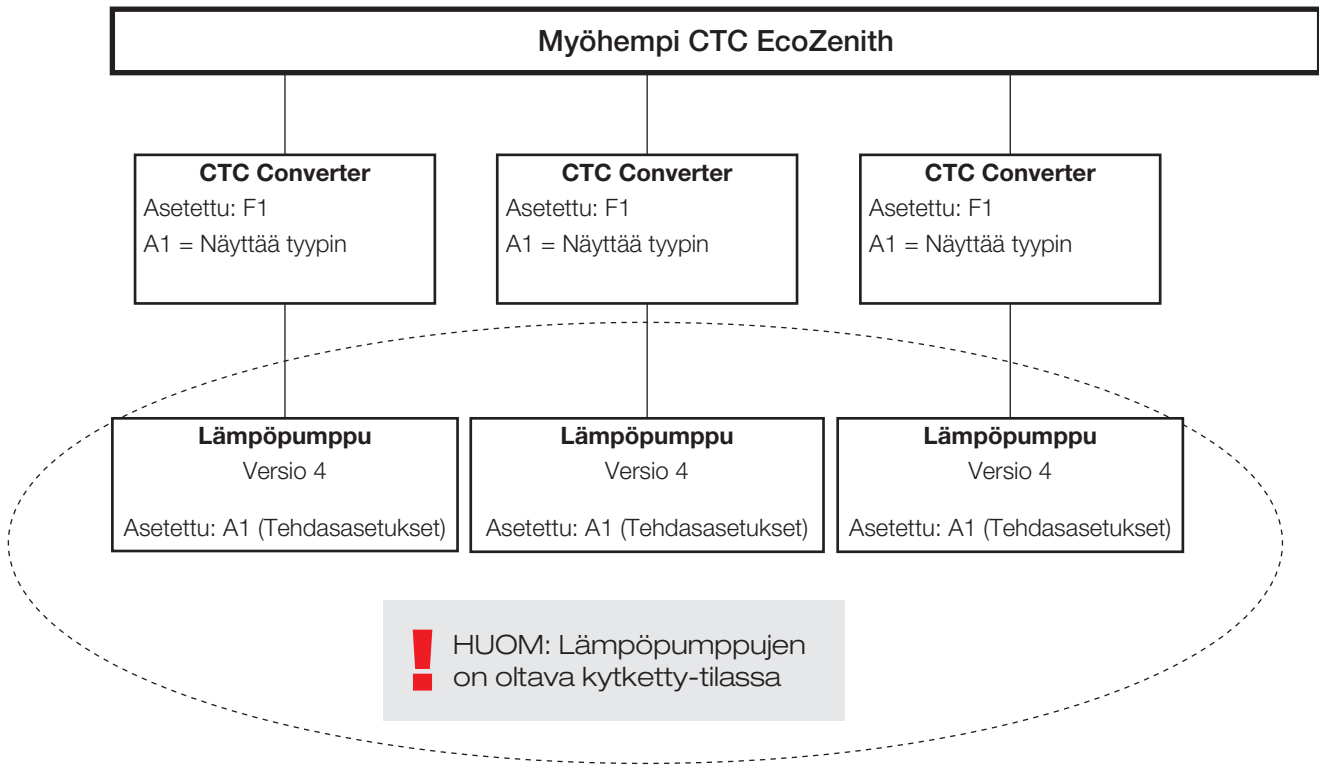 Myöhempi CTC EcoZenith
CTC Converter
Asetettu: F1
A1 = Näyttää tyypin
CTC Converter
Asetettu: F1
A1 = Näyttää tyypin
CTC Converter
Asetettu: F1
A1 = Näyttää tyypin
Lämpöpumppu
Versio 4
Asetettu: A1 (Tehdasasetukset)
Lämpöpumppu
Versio 4
Asetettu: A1 (Tehdasasetukset)
Lämpöpumppu
Versio 4
Asetettu: A1 (Tehdasasetukset)
! HUOM: Lämpöpumppujen
on oltava kytketty-tilassa